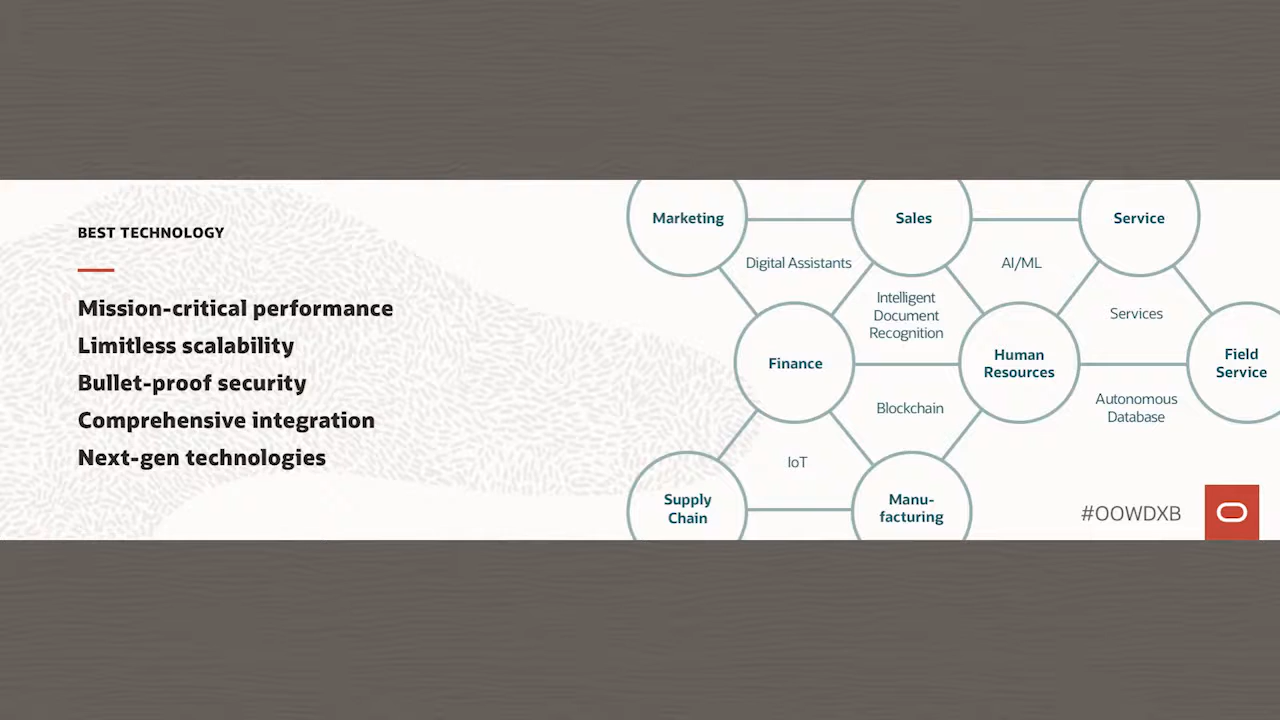 BEST TECHNOLOGY
Mission-critical performance
Limitless scalability
Bullet-proof security
Comprehensive integration
Next-gen technologies
Marketing
Sales
Service
Digital Assistants
AI/ML
Intelligent
Document
Recognition
Services
Finance
Human
Resources
Field
Service
Blockchain
Autonomous
Database
IoT
Supply
Chain
Manu-
facturing
#OOWDXB